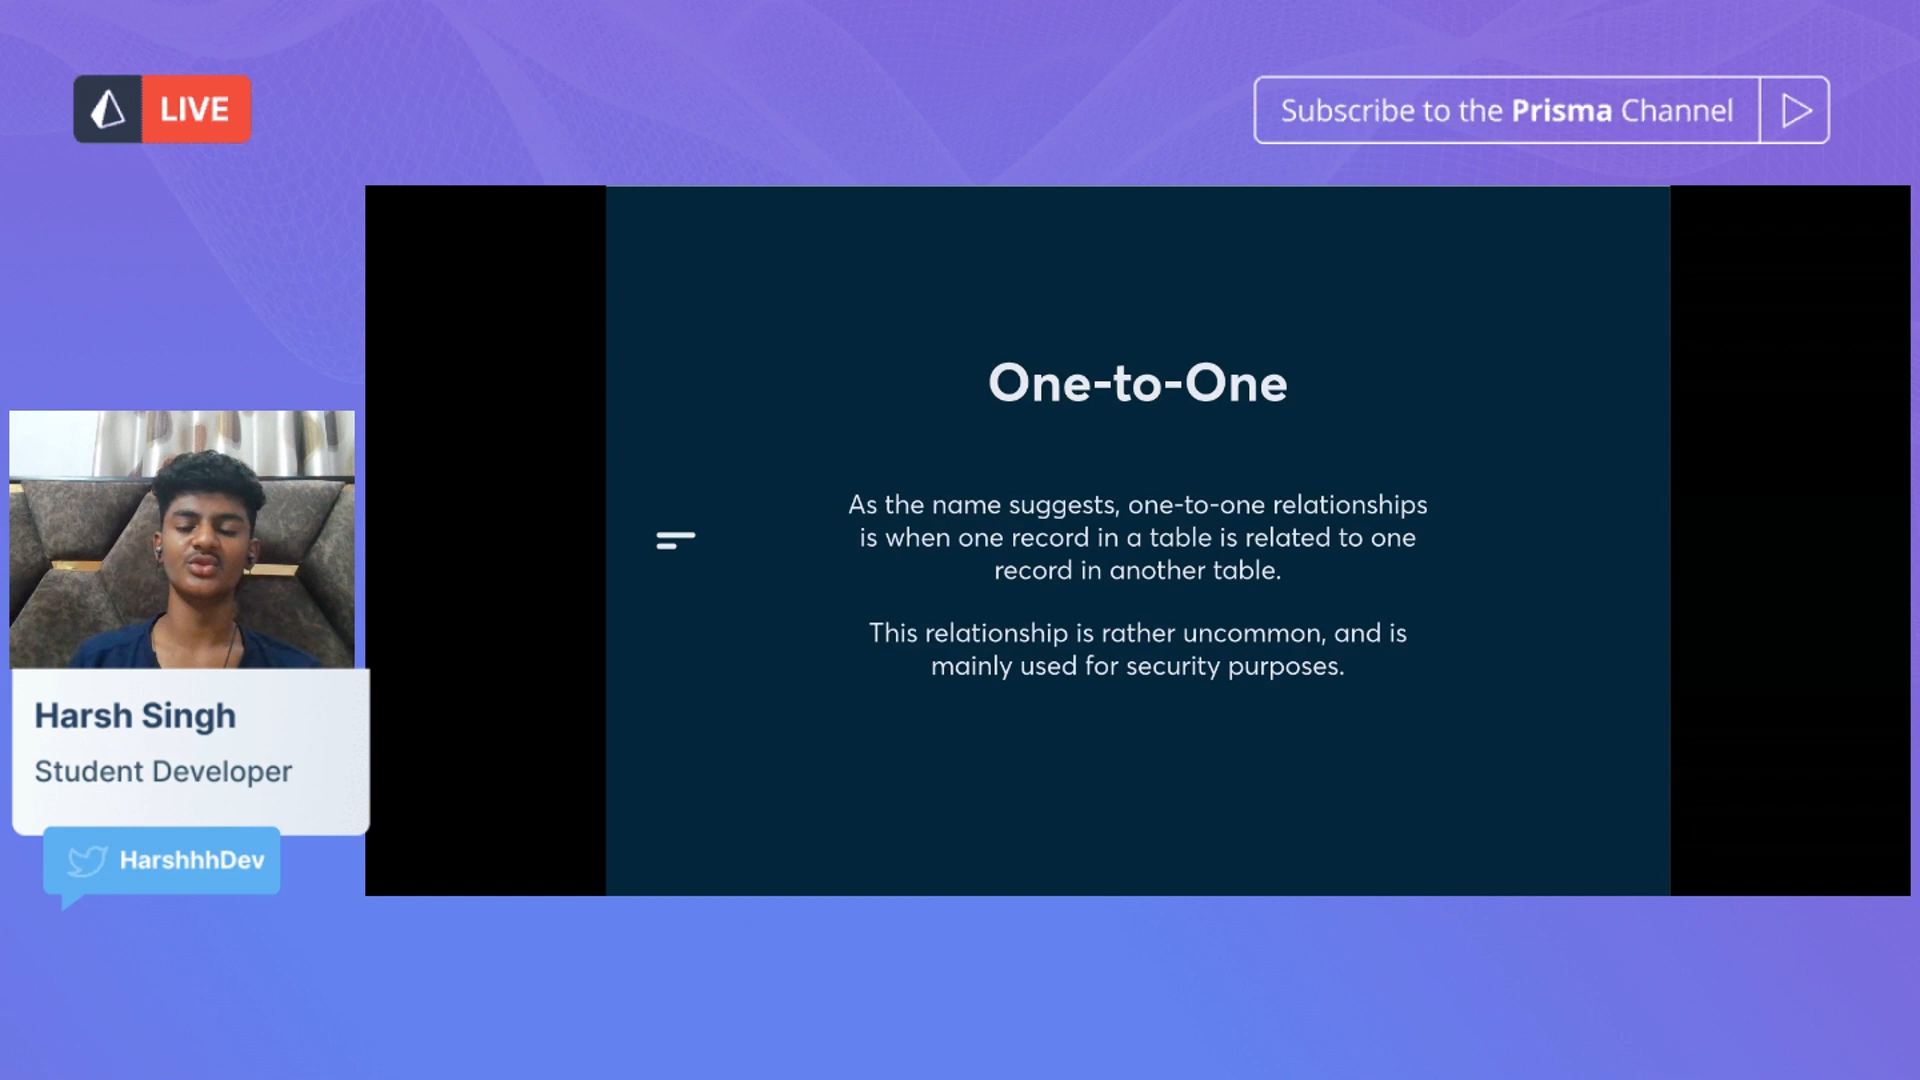 LIVE
Subscribe to the Prisma Channel
One-to-One
As the name suggests, one-to-one relationships
is when one record in a table is related to one
record in another table.
This relationship is rather uncommon, and is
mainly used for security purposes.
Harsh Singh
Student Developer
HarshhhDev